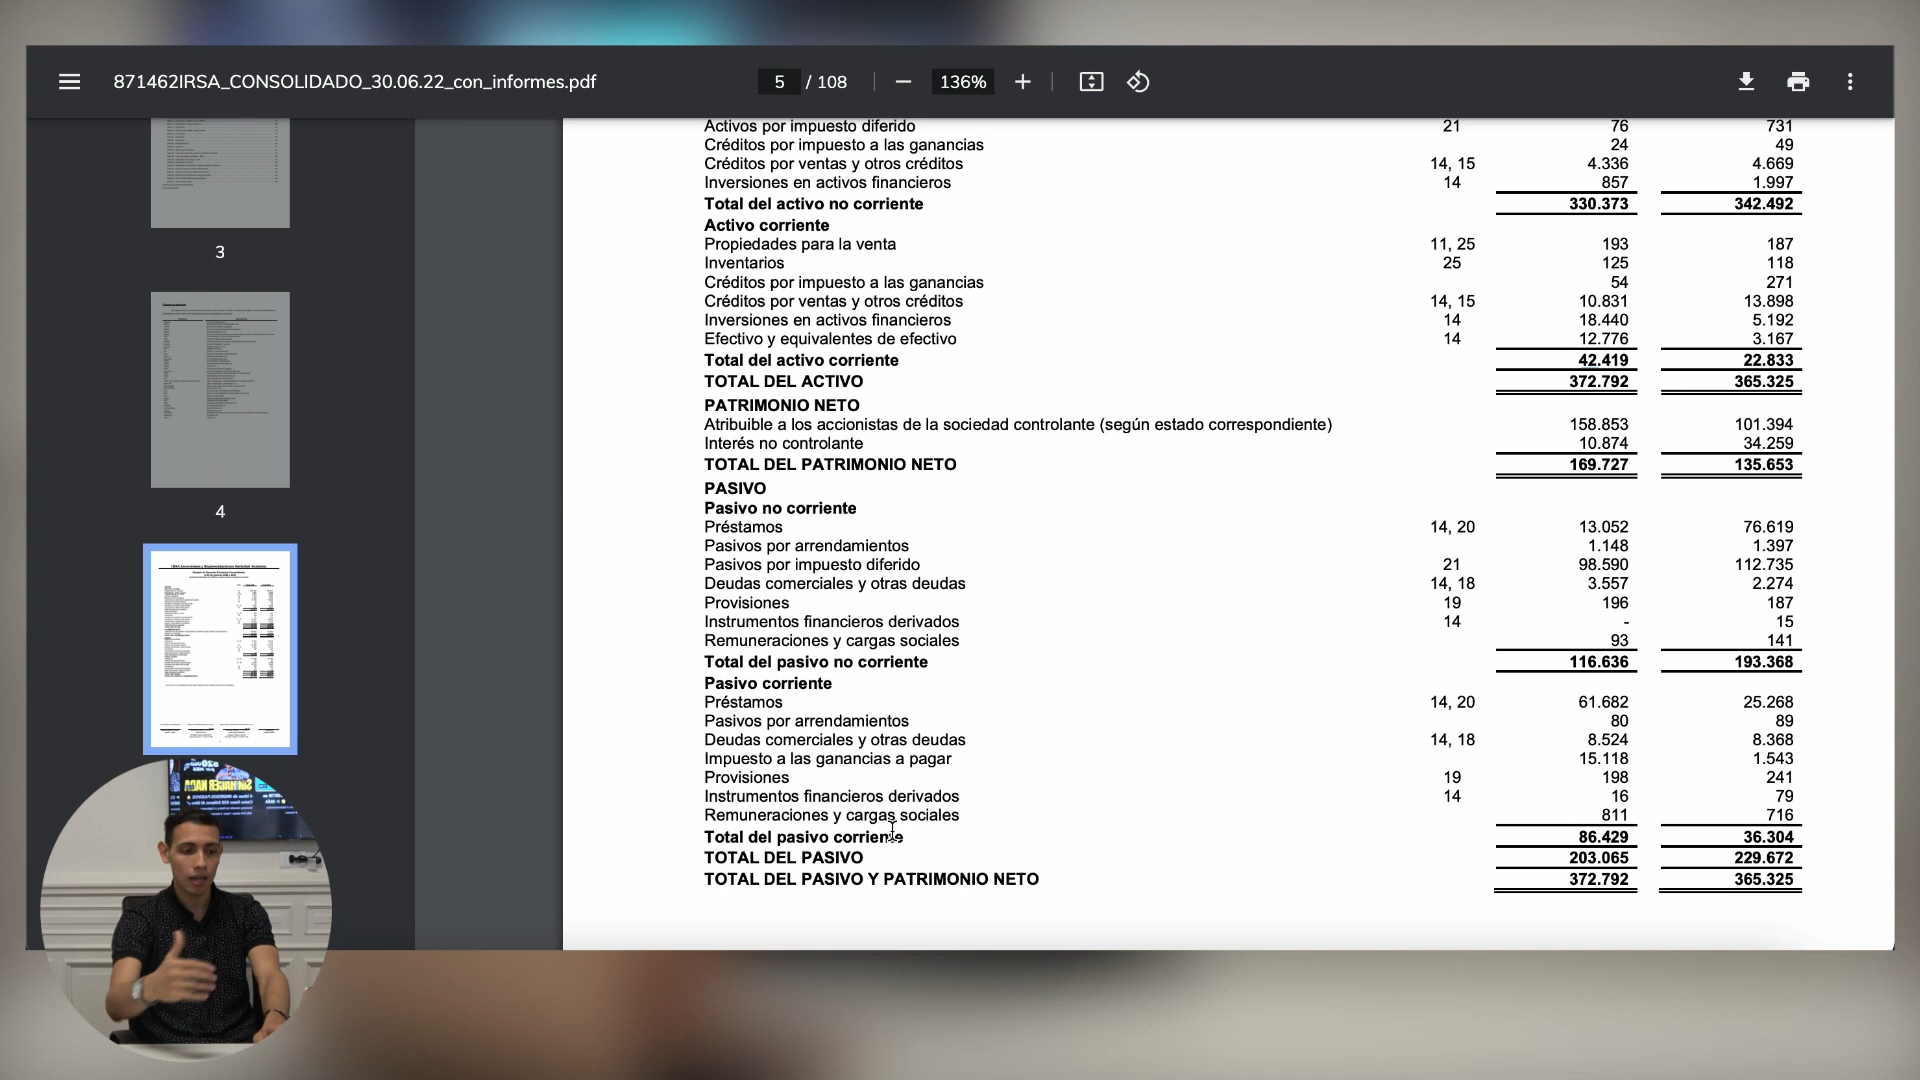 871462IRSA_CONSOLIDADO_30.06.22_con_informes.pdf 5 / 108 136%
3
4
Activos por impuesto diferido 21 76 731
Créditos por impuesto a las ganancias 24 49
Créditos por ventas y otros créditos 14, 15 4.336 4.669
Inversiones en activos financieros 14 857 1.997
Total del activo no corriente 330.373 342.492
Activo corriente
Propiedades para la venta 11, 25 193 187
Inventarios 25 125 118
Créditos por impuesto a las ganancias 54 271
Créditos por ventas y otros créditos 14, 15 10.831 13.898
Inversiones en activos financieros 14 18.440 5.192
Efectivo y equivalentes de efectivo 14 12.776 3.167
Total del activo corriente 42.419 22.833
TOTAL DEL ACTIVO 372.792 365.325
PATRIMONIO NETO
Atribuible a los accionistas de la sociedad controlante (según estado correspondiente) 158.853 101.394
Interés no controlante 10.874 34.259
TOTAL DEL PATRIMONIO NETO 169.727 135.653
PASIVO
Pasivo no corriente
Préstamos 14, 20 13.052 76.619
Pasivos por arrendamientos 1.148 1.397
Pasivos por impuesto diferido 21 98.590 112.735
Deudas comerciales y otras deudas 14, 18 3.557 2.274
Provisiones 19 196 187
Instrumentos financieros derivados 14 - 15
Remuneraciones y cargas sociales 93 141
Total del pasivo no corriente 116.636 193.368
Pasivo corriente
Préstamos 14, 20 61.682 25.268
Pasivos por arrendamientos 80 89
Deudas comerciales y otras deudas 14, 18 8.524 8.368
Impuesto a las ganancias a pagar 15.118 1.543
Provisiones 19 198 241
Instrumentos financieros derivados 14 16 79
Remuneraciones y cargas sociales 811 716
Total del pasivo corriente 86.429 36.304
TOTAL DEL PASIVO 203.065 229.672
TOTAL DEL PASIVO Y PATRIMONIO NETO 372.792 365.325
SIN HACER NADA